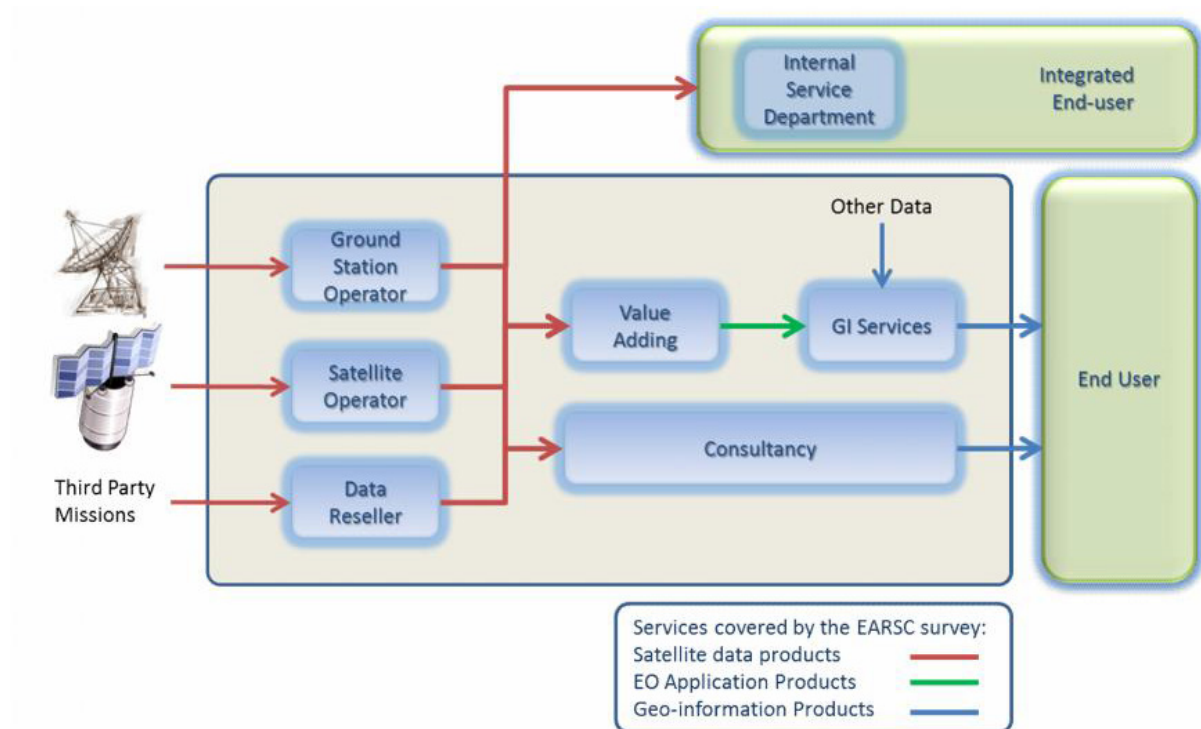 Internal
Service
Department
Integrated
End-user
Other Data
Ground
Station
Operator
Value
Adding
GI Services
End User
Satellite
Operator
Consultancy
Third Party
Missions
Data
Reseller
Services covered by the EARSC survey:
Satellite data products
EO Application Products
Geo-information Products